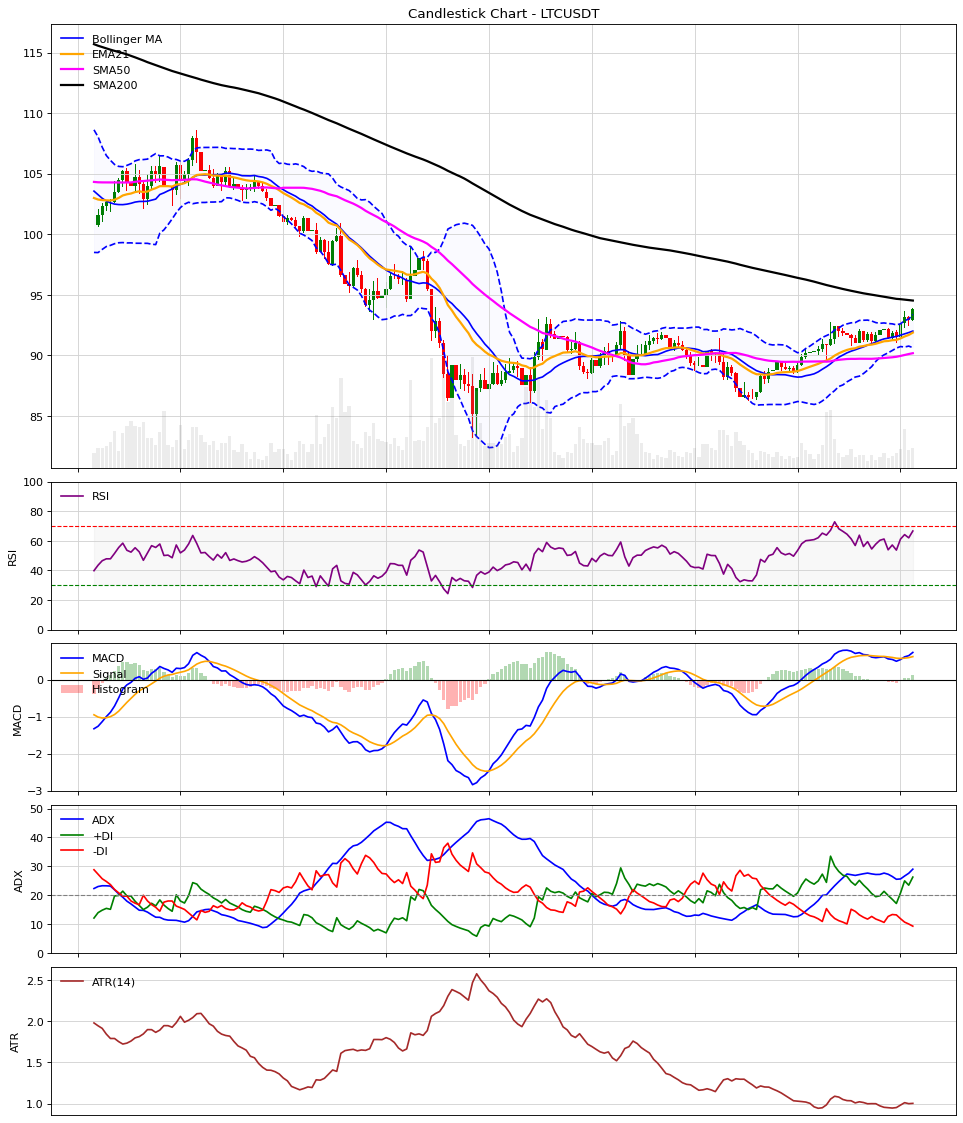 Candlestick Chart - LTCUSDT
Bollinger MA
EMA21
SMA50
SMA200
115
110
105
100
95
90
85
RSI
100
80
60
40
20
0
RSI
MACD
Signal
Histogram
0
−1
−2
−3
MACD
ADX
+DI
-DI
50
40
30
20
10
0
ADX
ATR(14)
2.5
2.0
1.5
1.0
ATR